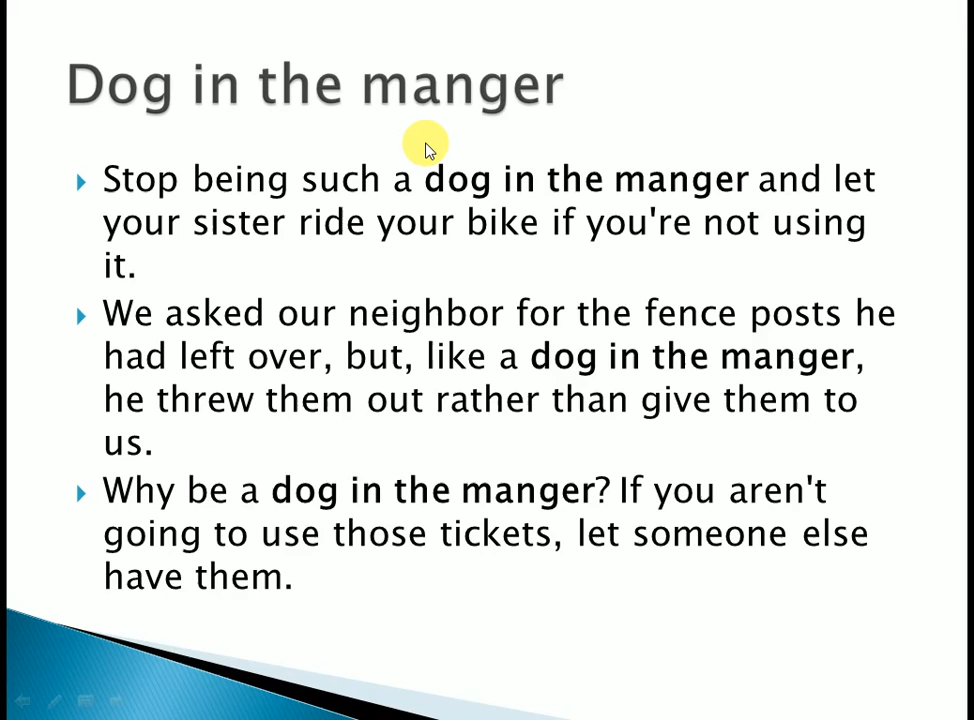 Dog in the manger
Stop being such a dog in the manger and let
your sister ride your bike if you're not using
it.
We asked our neighbor for the fence posts he
had left over, but, like a dog in the manger,
he threw them out rather than give them to
us.
Why be a dog in the manger? If you aren't
going to use those tickets, let someone else
have them.